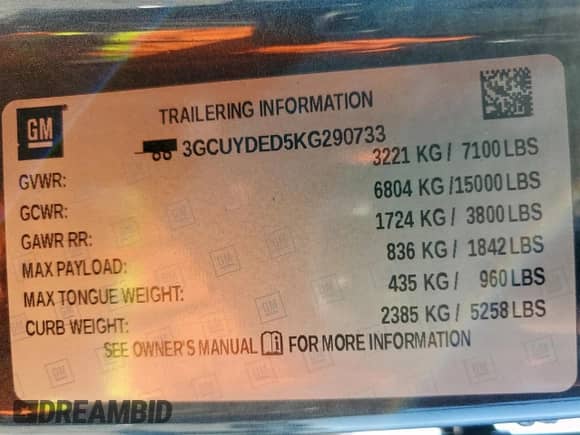 GM
TRAILERING INFORMATION
3GCUYDED5KG290733
GVWR: 3221 KG / 7100 LBS
GCWR: 6804 KG / 15000 LBS
GAWR RR: 1724 KG / 3800 LBS
MAX PAYLOAD: 836 KG / 1842 LBS
MAX TONGUE WEIGHT: 435 KG / 960 LBS
CURB WEIGHT: 2385 KG / 5258 LBS
SEE OWNER'S MANUAL FOR MORE INFORMATION
DREAMBID